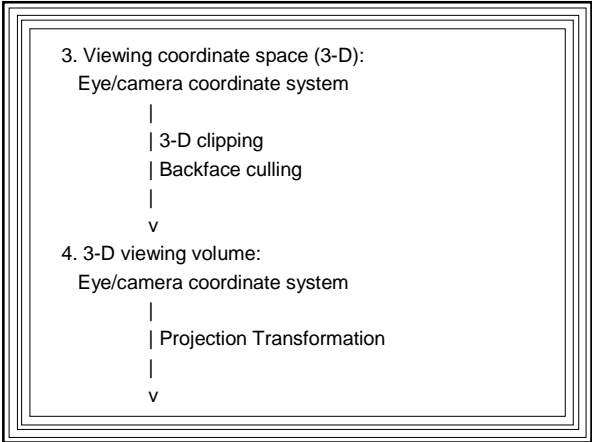 3. Viewing coordinate space (3-D):
Eye/camera coordinate system
|
| 3-D clipping
| Backface culling
|
v
4. 3-D viewing volume:
Eye/camera coordinate system
|
| Projection Transformation
|
v